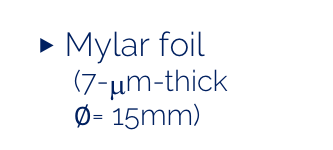 ▸ Mylar foil
(7-μm-thick
Ø= 15mm)